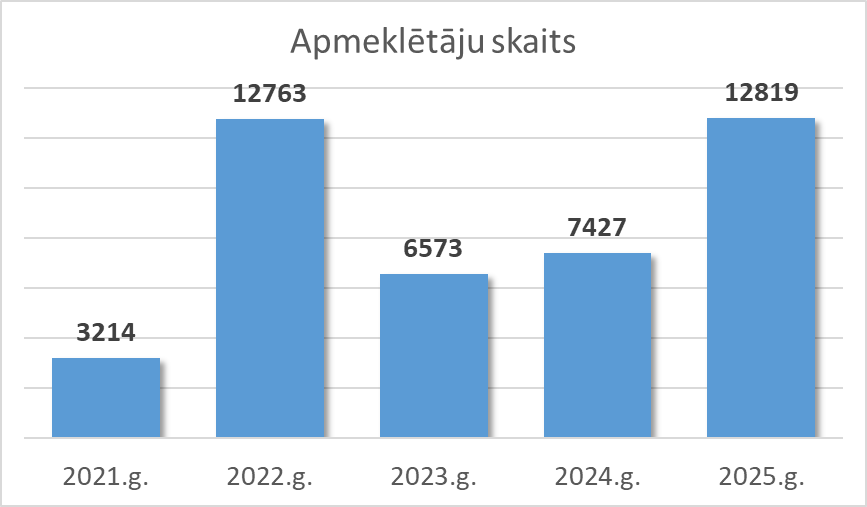 Apmeklētāju skaits
12763
12819
7427
6573
3214
2021.g.
2022.g.
2023.g.
2024.g.
2025.g.